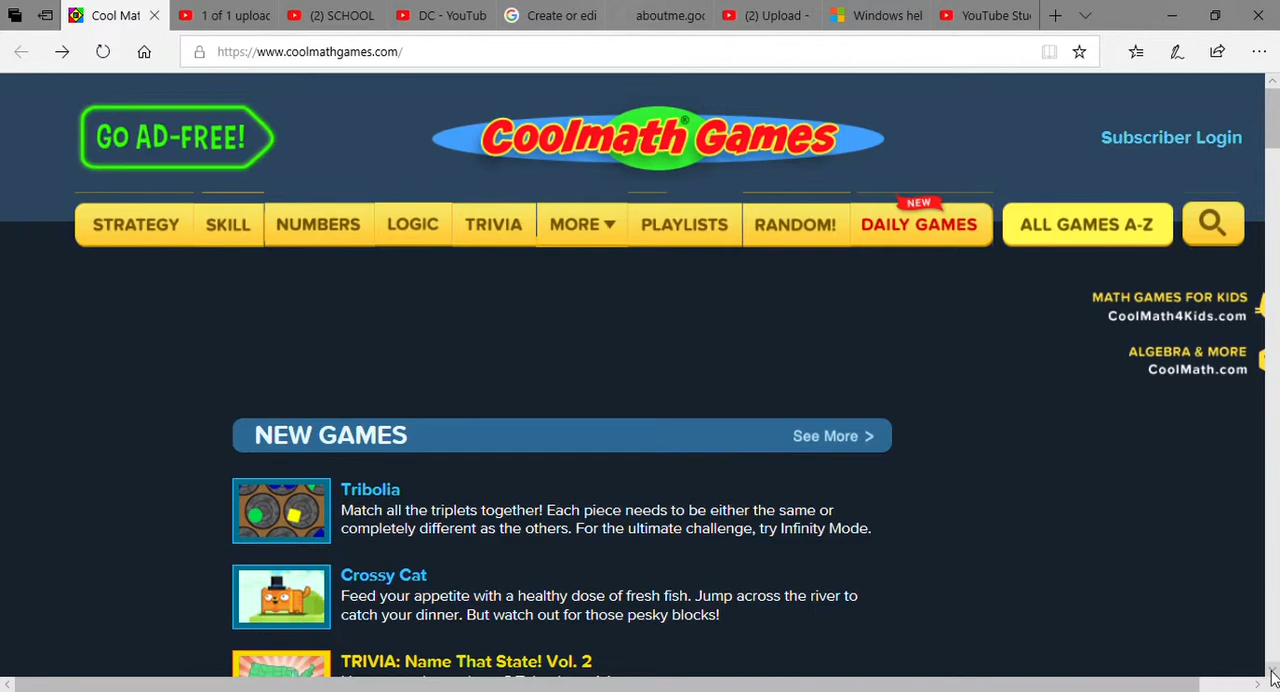 Cool Mat
1 of 1 upload
(2) SCHOOL
DC - YouTub
Create or edi
aboutme.goo
(2) Upload -
Windows hel
YouTube Stu
https://www.coolmathgames.com/
GO AD-FREE!
Coolmath Games®
Subscriber Login
STRATEGY
SKILL
NUMBERS
LOGIC
TRIVIA
MORE
PLAYLISTS
RANDOM!
NEW
DAILY GAMES
ALL GAMES A-Z
MATH GAMES FOR KIDS
CoolMath4Kids.com
ALGEBRA & MORE
CoolMath.com
NEW GAMES
See More >
Tribolia
Match all the triplets together! Each piece needs to be either the same or
completely different as the others. For the ultimate challenge, try Infinity Mode.
Crossy Cat
Feed your appetite with a healthy dose of fresh fish. Jump across the river to
catch your dinner. But watch out for those pesky blocks!
TRIVIA: Name That State! Vol. 2